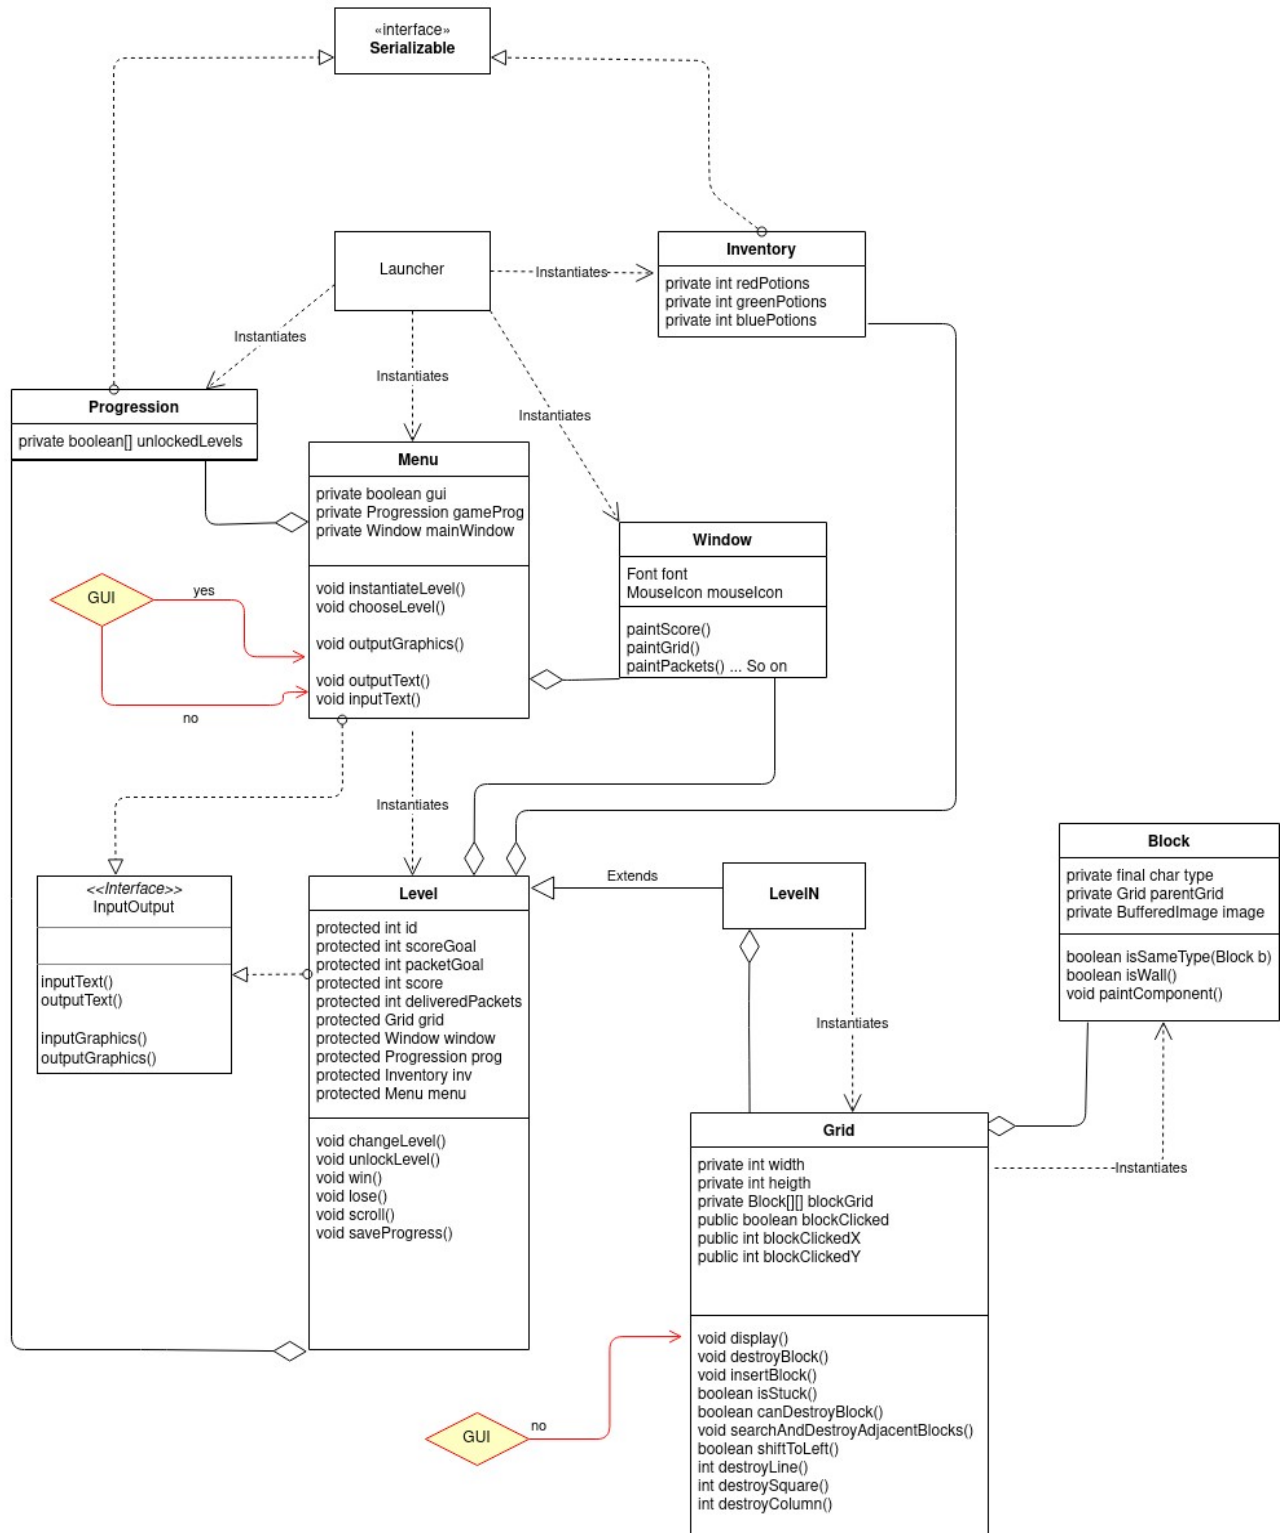 «interface»
Serializable
Launcher
Instantiates
Inventory
private int redPotions
private int greenPotions
private int bluePotions
Instantiates
Instantiates
Instantiates
Progression
private boolean[] unlockedLevels
Menu
private boolean gui
private Progression gameProg
private Window mainWindow
void instantiateLevel()
void chooseLevel()
void outputGraphics()
void outputText()
void inputText()
Window
Font font
MouseIcon mouseIcon
paintScore()
paintGrid()
paintPackets() ... So on
GUI
yes
no
Instantiates
<<Interface>>
InputOutput
inputText()
outputText()
inputGraphics()
outputGraphics()
Level
protected int id
protected int scoreGoal
protected int packetGoal
protected int score
protected int deliveredPackets
protected Grid grid
protected Window window
protected Progression prog
protected Inventory inv
protected Menu menu
void changeLevel()
void unlockLevel()
void win()
void lose()
void scroll()
void saveProgress()
Extends
LevelN
Instantiates
Block
private final char type
private Grid parentGrid
private BufferedImage image
boolean isSameType(Block b)
boolean isWall()
void paintComponent()
Instantiates
Grid
private int width
private int heigth
private Block[][] blockGrid
public boolean blockClicked
public int blockClickedX
public int blockClickedY
void display()
void destroyBlock()
void insertBlock()
boolean isStuck()
boolean canDestroyBlock()
void searchAndDestroyAdjacentBlocks()
boolean shiftToLeft()
int destroyLine()
int destroySquare()
int destroyColumn()
GUI
no